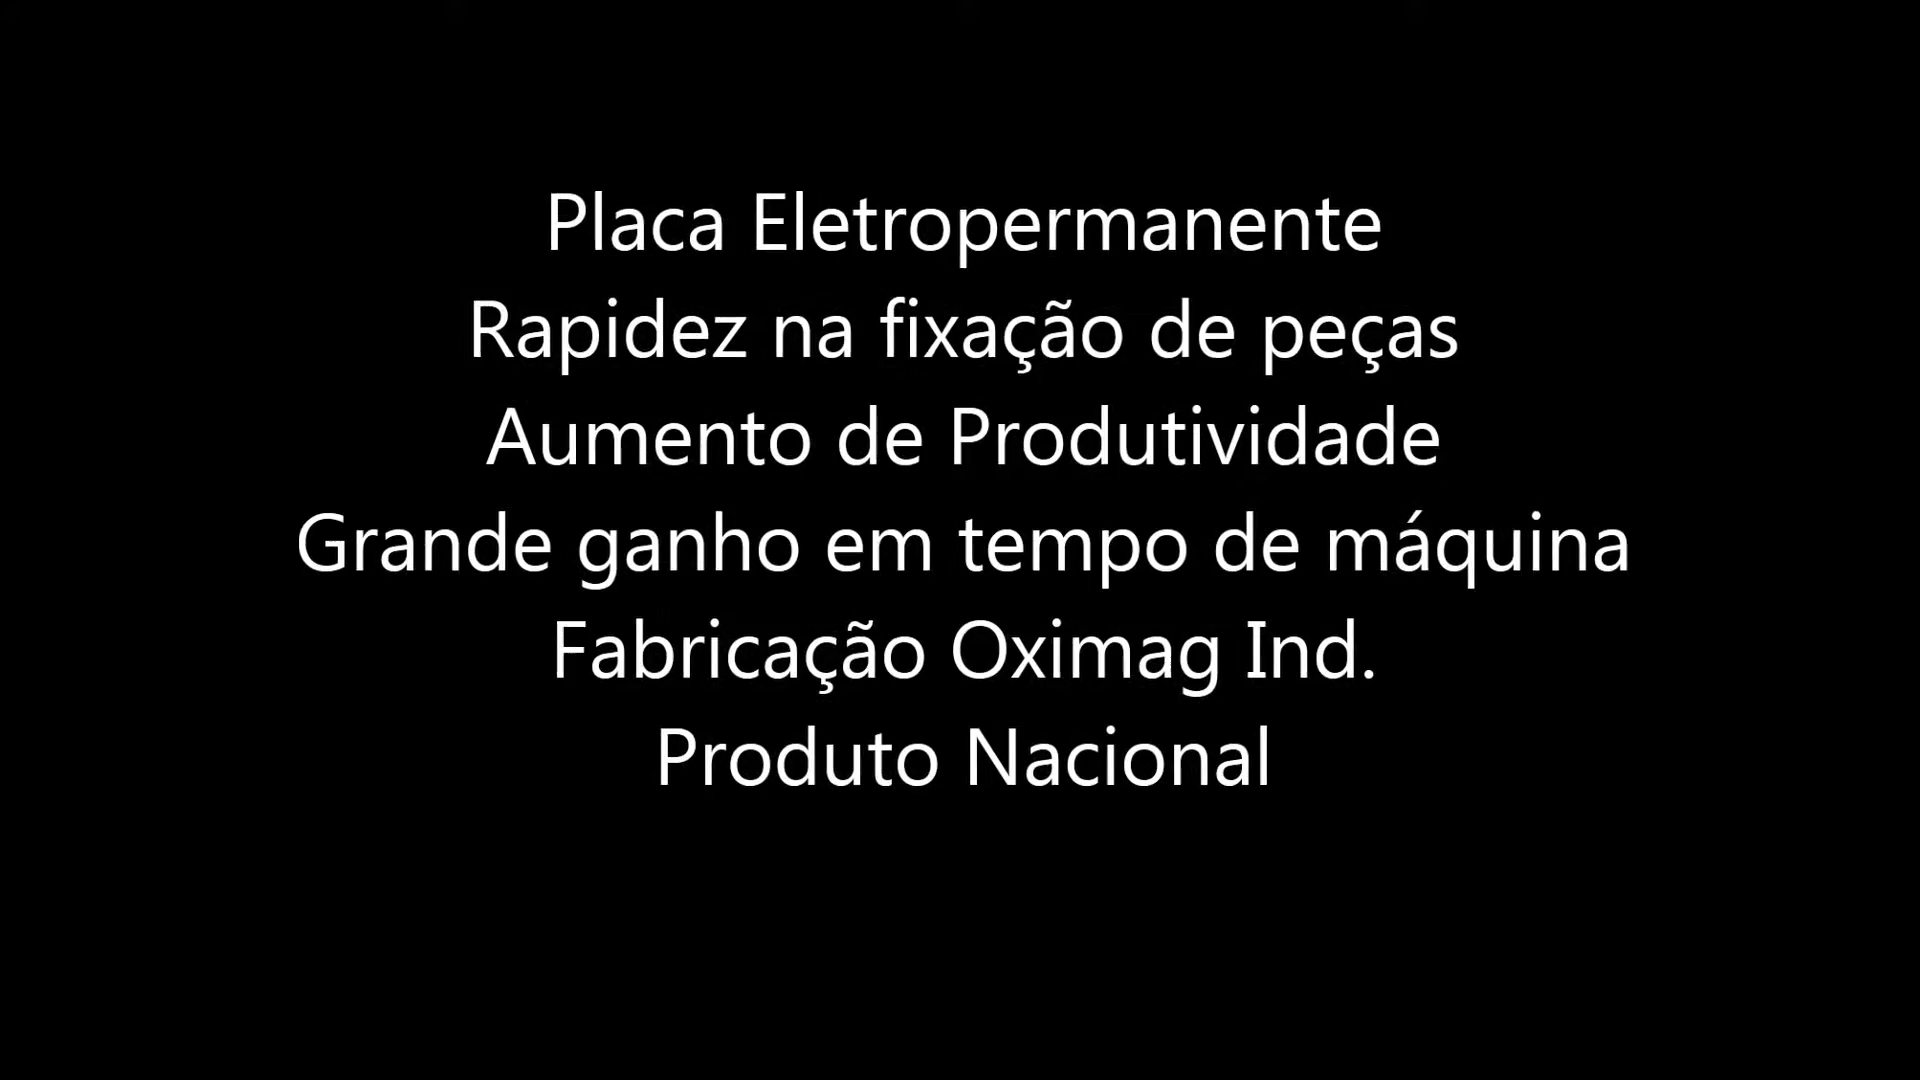 Placa Eletropermanente
Rapidez na fixação de peças
Aumento de Produtividade
Grande ganho em tempo de máquina
Fabricação Oximag Ind.
Produto Nacional